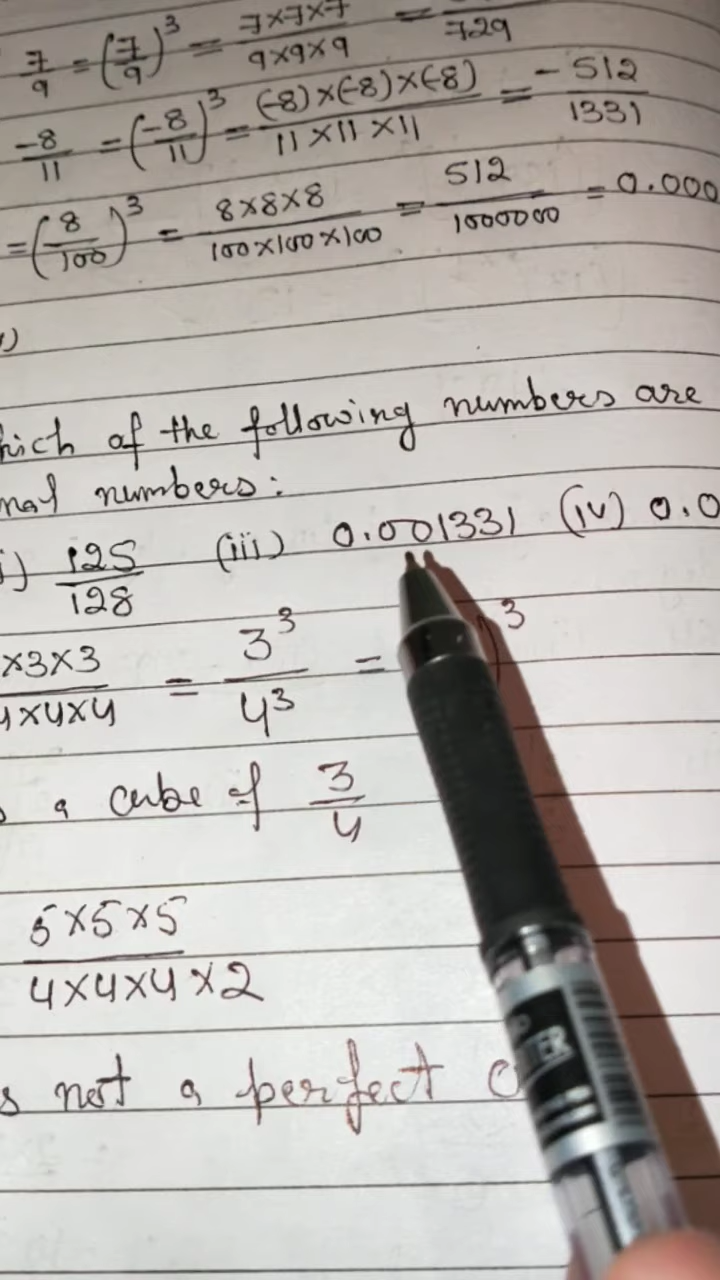 7/9 = (7/9)³ = 7×7×7/9×9×9 = /729
-8/11 = (-8/11)³ = (-8)×(-8)×(-8)/11×11×11 = -512/1331
= (8/100)³ = 8×8×8/100×100×100 = 512/1000000 = 0.000
)
hich of the following numbers are
nal numbers:
i) 125/128 (iii) 0.001331 (iv) 0.0
×3×3/4×4×4 = 3³/4³ = )³
s a cube of 3/4
5×5×5/4×4×4×2
s not a perfect c